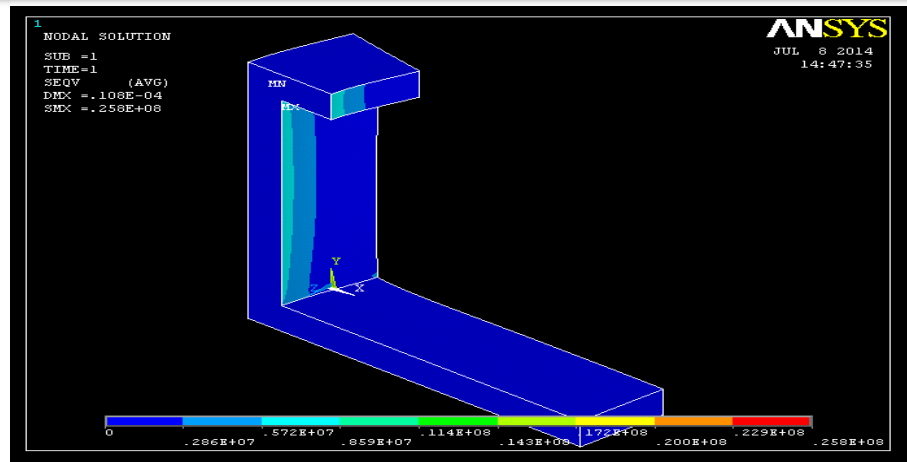 1
NODAL SOLUTION
SUB =1
TIME=1
SEQV (AVG)
DMX =.108E-04
SMX =.258E+08
ANSYS
JUL 8 2014
14:47:35
MN
MX
Y
Z X
0 .572E+07 .114E+08 .172E+08 .229E+08
.286E+07 .859E+07 .143E+08 .200E+08 .258E+08